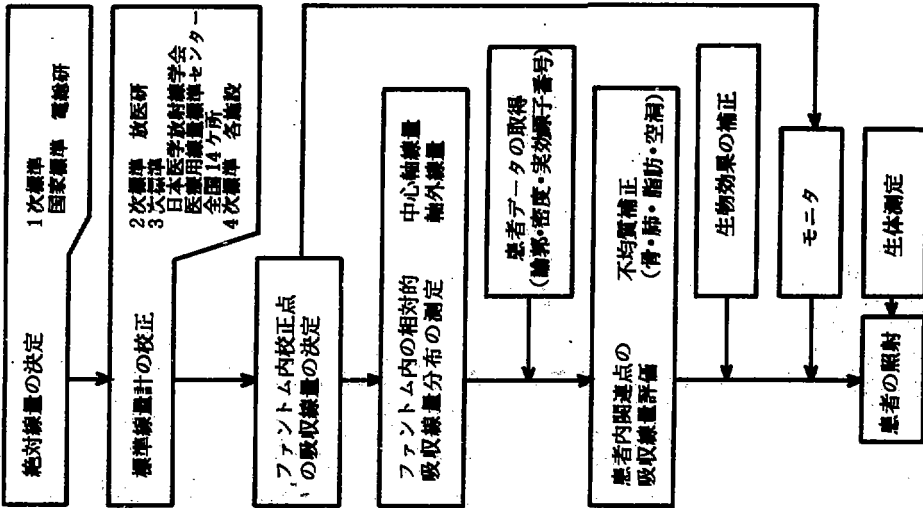 絶対線量の決定
1次標準
国家標準 電総研
標準線量計の校正
2次標準 放医研
3次標準
日本医学放射線学会
医療用線量標準センター
全国14ケ所
4次標準 各施設
ファントム内校正点
の吸収線量の決定
ファントム内の相対的
吸収線量分布の測定
中心軸線量
軸外線量
患者データの取得
(輪郭・密度・実効原子番号)
患者内関連点の
吸収線量評価
不均質補正
(骨・肺・脂肪・空洞)
生物効果の補正
モニタ
患者の照射
生体測定